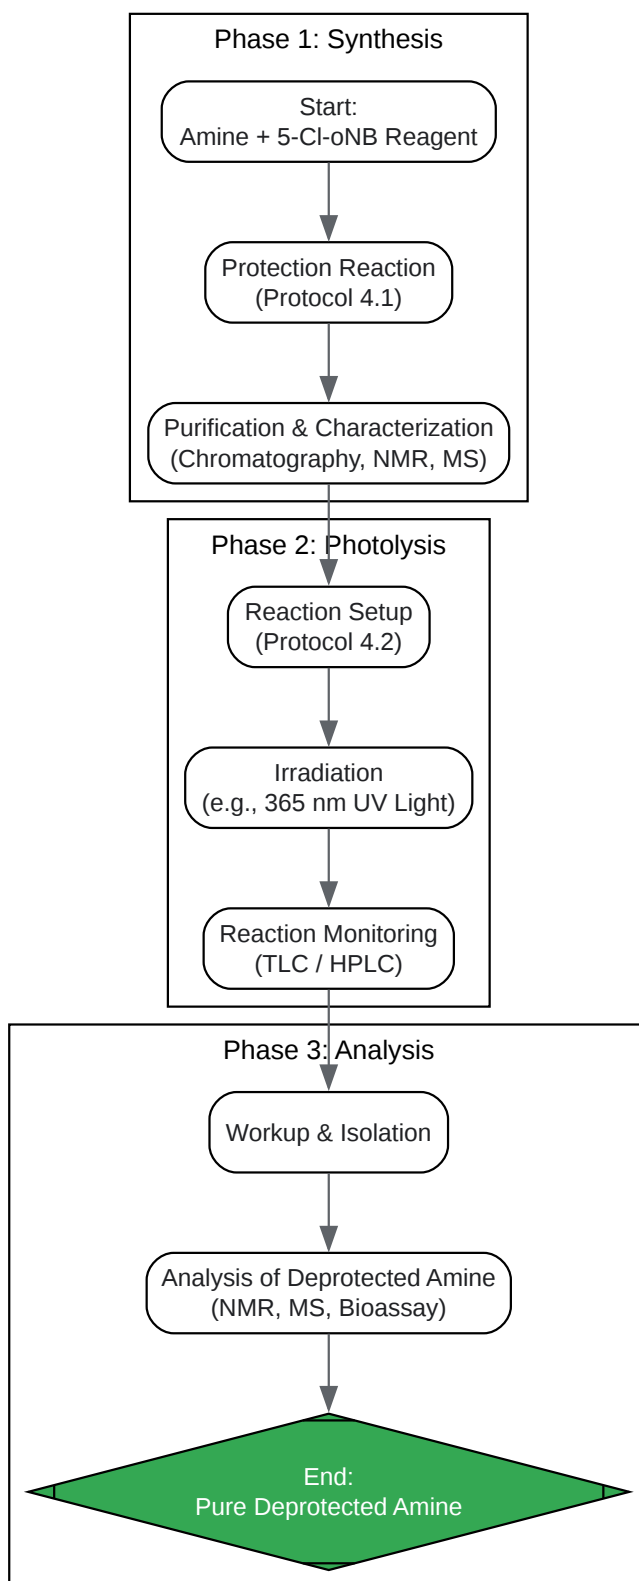 Phase 1: Synthesis
Start:
Amine + 5-Cl-oNB Reagent
Protection Reaction
(Protocol 4.1)
Purification & Characterization
(Chromatography, NMR, MS)
Phase 2: Photolysis
Reaction Setup
(Protocol 4.2)
Irradiation
(e.g., 365 nm UV Light)
Reaction Monitoring
(TLC / HPLC)
Phase 3: Analysis
Workup & Isolation
Analysis of Deprotected Amine
(NMR, MS, Bioassay)
End:
Pure Deprotected Amine